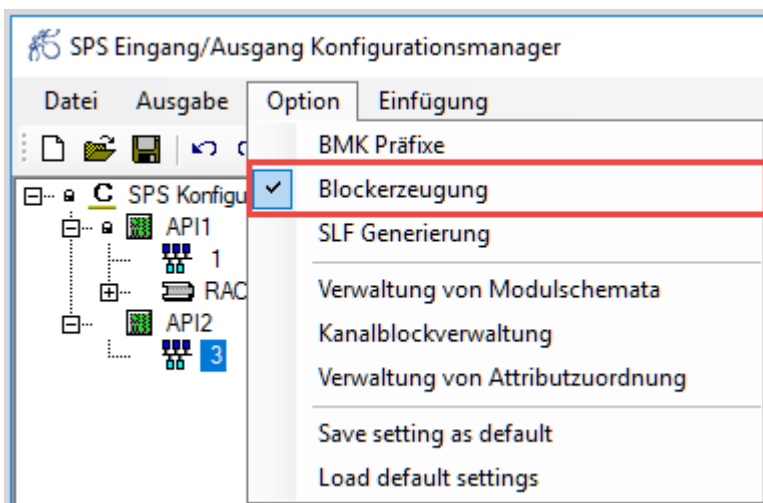 SPS Eingang/Ausgang Konfigurationsmanager
Datei Ausgabe Option Einfügung
BMK Präfixe
Blockerzeugung
SLF Generierung
Verwaltung von Modulschemata
Kanalblockverwaltung
Verwaltung von Attributzuordnung
Save setting as default
Load default settings
C SPS Konfigu
API1
1
RAC
API2
3